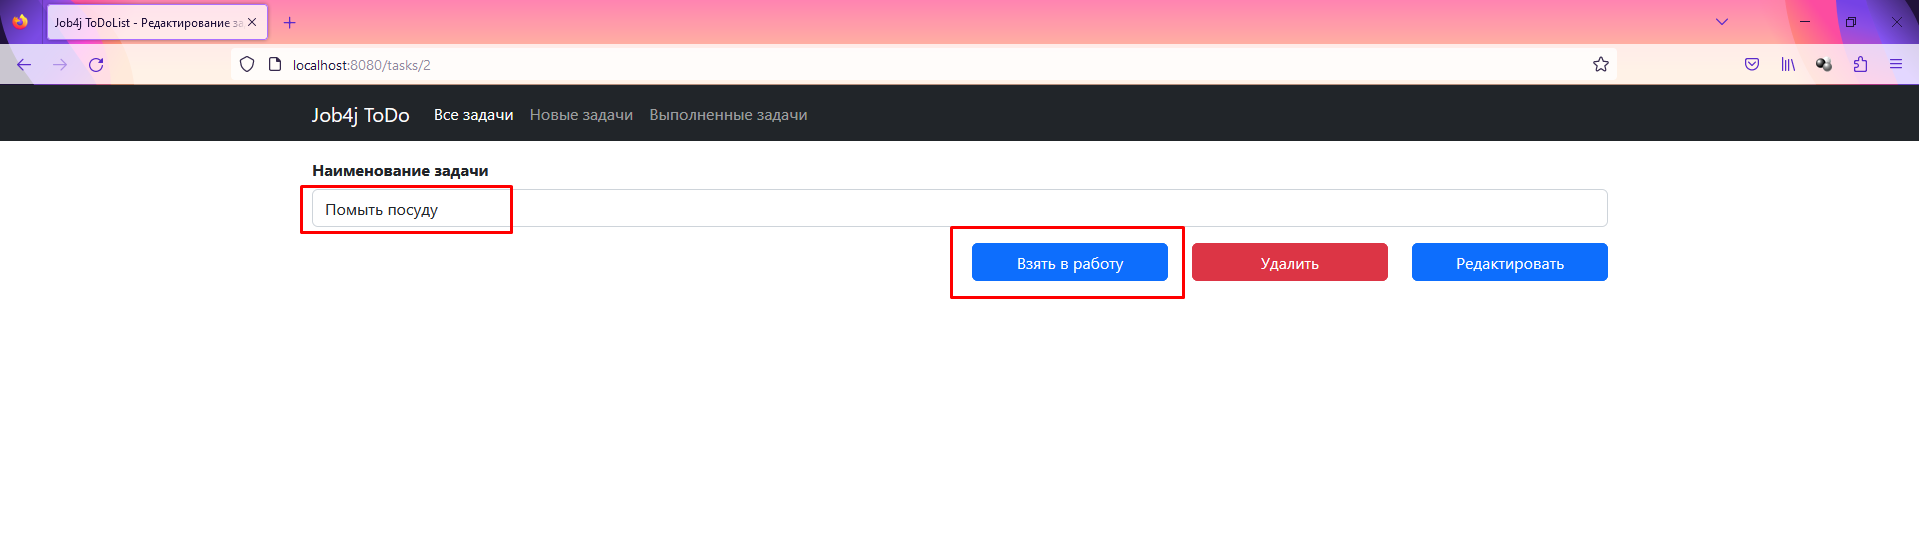 Job4j ToDoList - Редактирование за
localhost:8080/tasks/2
Job4j ToDo Все задачи Новые задачи Выполненные задачи
Наименование задачи
Помыть посуду
Взять в работу Удалить Редактировать